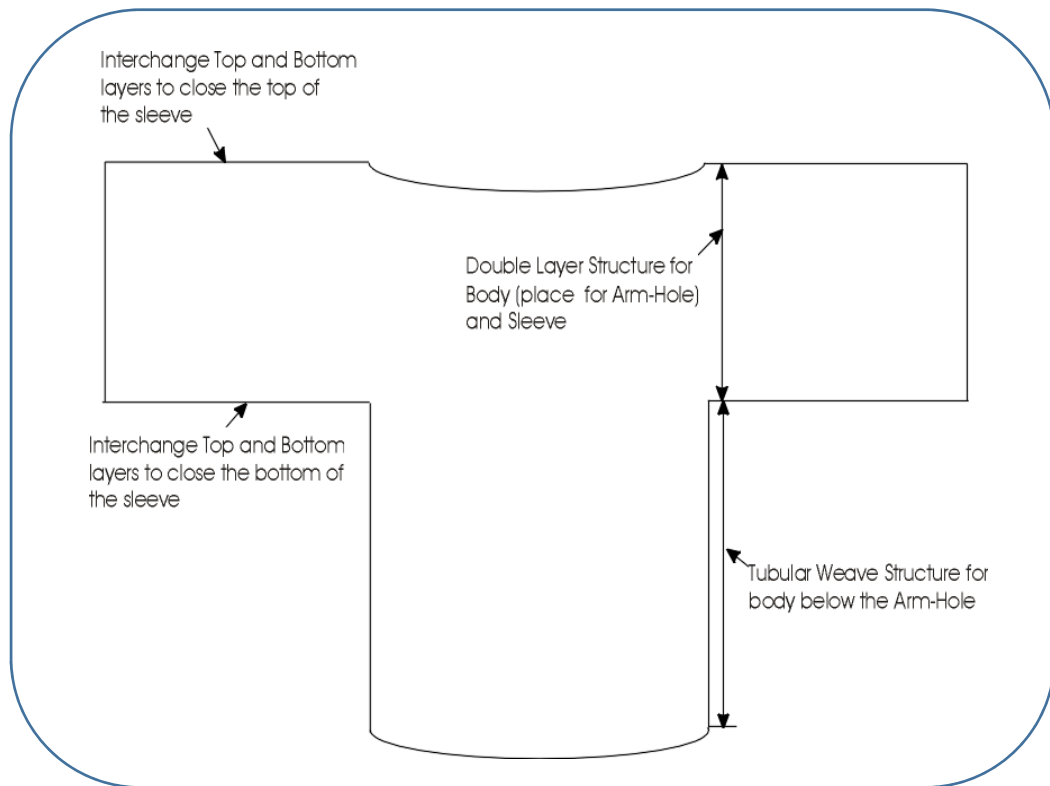 Interchange Top and Bottom
layers to close the top of
the sleeve
Double Layer Structure for
Body (place for Arm-Hole)
and Sleeve
Interchange Top and Bottom
layers to close the bottom of
the sleeve
Tubular Weave Structure for
body below the Arm-Hole